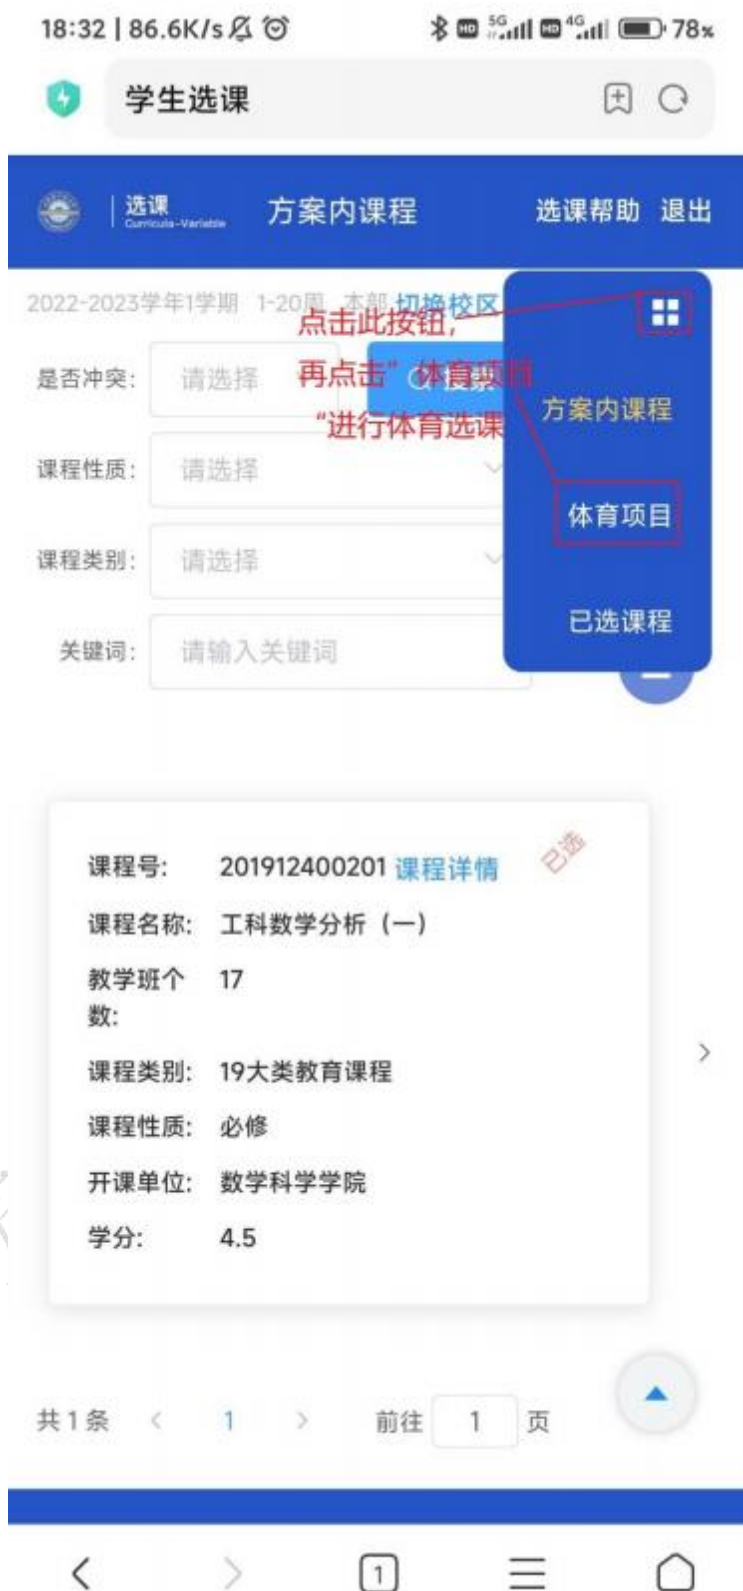 18:32 | 86.6K/s 5G 4G 78%
学生选课
选课 方案内课程 选课帮助 退出
Curricula-Variable
2022-2023学年1学期 1-20周 本部 切换校区
点击此按钮,
是否冲突: 请选择
再点击”体育项目
“进行体育选课
方案内课程
课程性质: 请选择
体育项目
课程类别: 请选择
已选课程
关键词: 请输入关键词
已选
课程号: 201912400201 课程详情
课程名称: 工科数学分析（一）
教学班个数: 17
课程类别: 19大类教育课程
课程性质: 必修
开课单位: 数学科学学院
学分: 4.5
共1条 < 1 > 前往 1 页
1